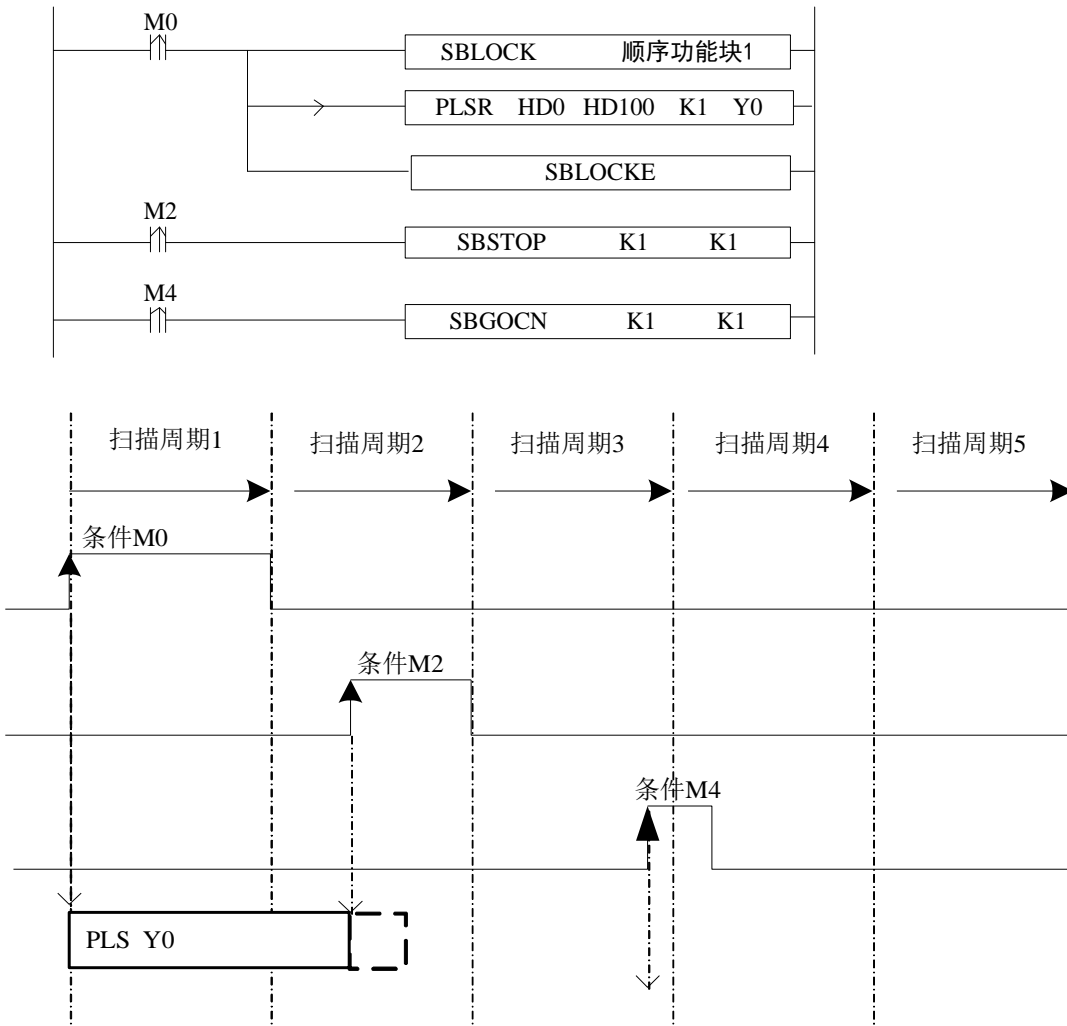 M0
SBLOCK 顺序功能块1
PLSR HD0 HD100 K1 Y0
SBLOCKE
M2
SBSTOP K1 K1
M4
SBGOCN K1 K1
扫描周期1 扫描周期2 扫描周期3 扫描周期4 扫描周期5
条件M0
条件M2
条件M4
PLS Y0